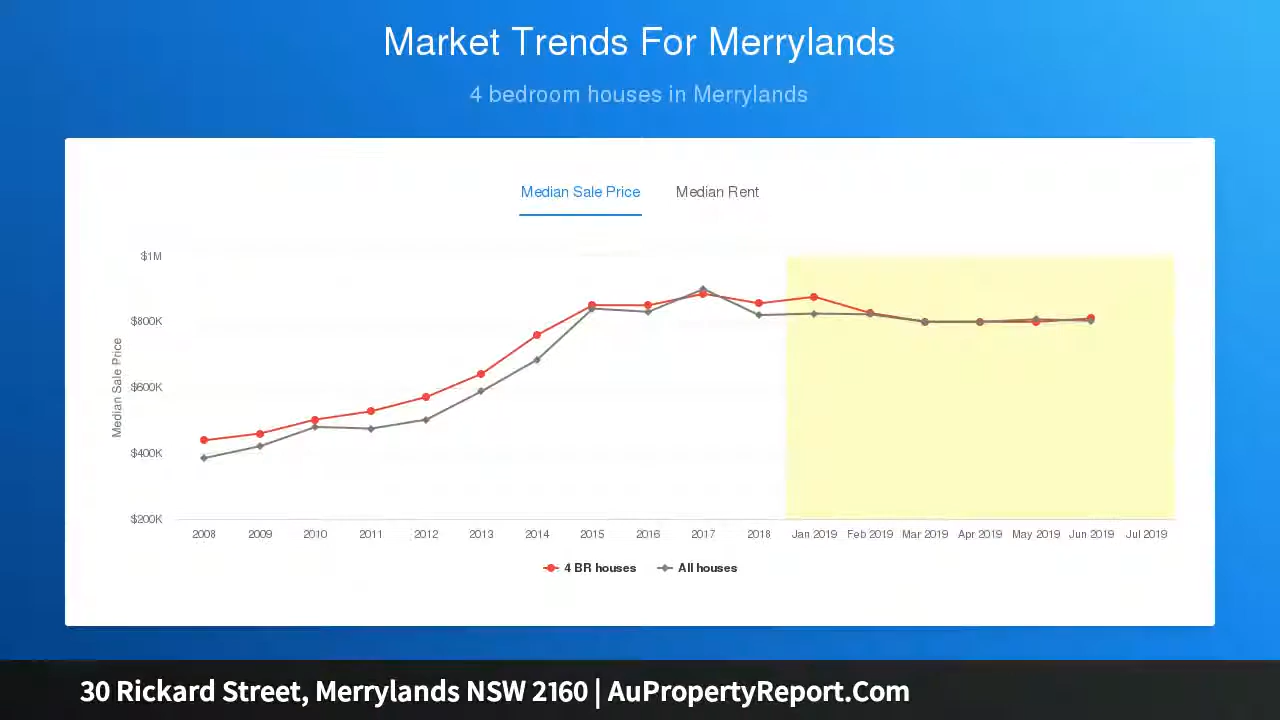 Market Trends For Merrylands
4 bedroom houses in Merrylands
Median Sale Price Median Rent
$1M
$800K
$600K
$400K
$200K
Median Sale Price
2008 2009 2010 2011 2012 2013 2014 2015 2016 2017 2018 Jan 2019 Feb 2019 Mar 2019 Apr 2019 May 2019 Jun 2019 Jul 2019
4 BR houses All houses
30 Rickard Street, Merrylands NSW 2160 | AuPropertyReport.Com